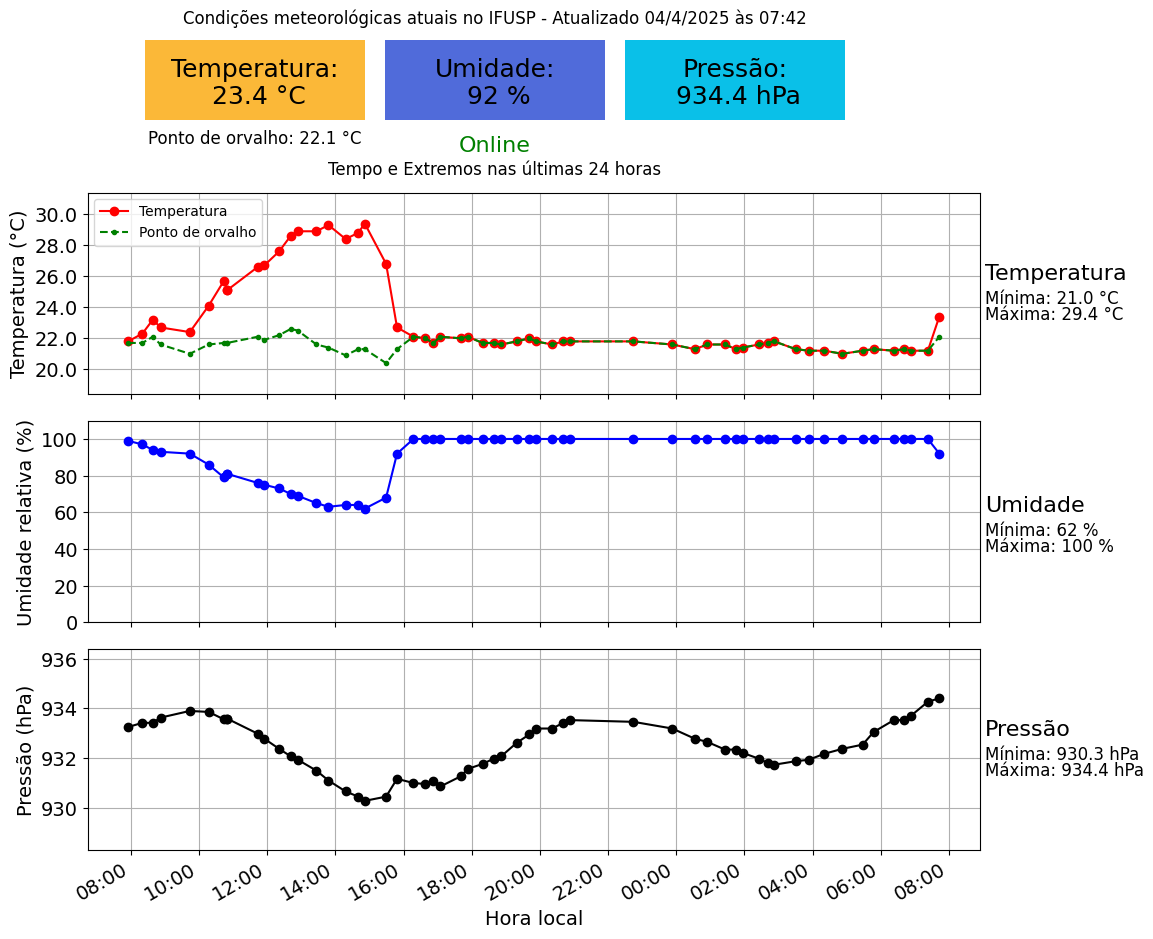 Condições meteorológicas atuais no IFUSP - Atualizado 04/4/2025 às 07:42
Temperatura:
23.4 °C
Umidade:
92 %
Pressão:
934.4 hPa
Ponto de orvalho: 22.1 °C
Online
Tempo e Extremos nas últimas 24 horas
Temperatura (°C)
30.0
28.0
26.0
24.0
22.0
20.0
Temperatura
Ponto de orvalho
Temperatura
Mínima: 21.0 °C
Máxima: 29.4 °C
Umidade relativa (%)
100
80
60
40
20
0
Umidade
Mínima: 62 %
Máxima: 100 %
Pressão (hPa)
936
934
932
930
Pressão
Mínima: 930.3 hPa
Máxima: 934.4 hPa
08:00 10:00 12:00 14:00 16:00 18:00 20:00 22:00 00:00 02:00 04:00 06:00 08:00
Hora local